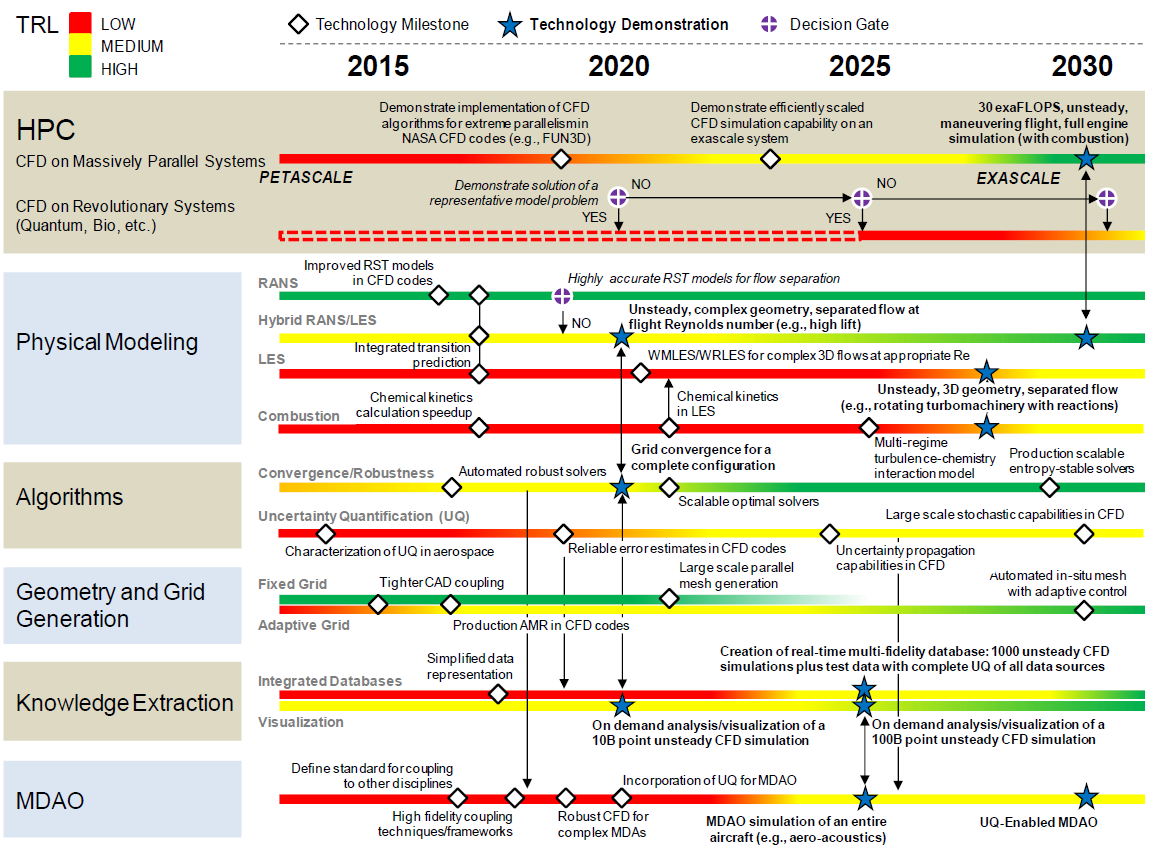 TRL
LOW
MEDIUM
HIGH
Technology Milestone
Technology Demonstration
Decision Gate
2015
2020
2025
2030
HPC
CFD on Massively Parallel Systems
CFD on Revolutionary Systems
(Quantum, Bio, etc.)
Demonstrate implementation of CFD
algorithms for extreme parallelism in
NASA CFD codes (e.g., FUN3D)
Demonstrate efficiently scaled
CFD simulation capability on an
exascale system
30 exaFLOPS, unsteady,
maneuvering flight, full engine
simulation (with combustion)
PETASCALE
Demonstrate solution of a
representative model problem
NO
YES
NO
YES
EXASCALE
Physical Modeling
RANS
Improved RST models
in CFD codes
Highly accurate RST models for flow separation
Hybrid RANS/LES
NO
Unsteady, complex geometry, separated flow at
flight Reynolds number (e.g., high lift)
LES
Integrated transition
prediction
WMLES/WRLES for complex 3D flows at appropriate Re
Unsteady, 3D geometry, separated flow
(e.g., rotating turbomachinery with reactions)
Combustion
Chemical kinetics
calculation speedup
Chemical kinetics
in LES
Multi-regime
turbulence-chemistry
interaction model
Algorithms
Convergence/Robustness
Automated robust solvers
Grid convergence for a
complete configuration
Scalable optimal solvers
Production scalable
entropy-stable solvers
Uncertainty Quantification (UQ)
Characterization of UQ in aerospace
Reliable error estimates in CFD codes
Uncertainty propagation
capabilities in CFD
Large scale stochastic capabilities in CFD
Geometry and Grid
Generation
Fixed Grid
Tighter CAD coupling
Large scale parallel
mesh generation
Automated in-situ mesh
with adaptive control
Adaptive Grid
Production AMR in CFD codes
Knowledge Extraction
Integrated Databases
Simplified data
representation
Creation of real-time multi-fidelity database: 1000 unsteady CFD
simulations plus test data with complete UQ of all data sources
Visualization
On demand analysis/visualization of a
10B point unsteady CFD simulation
On demand analysis/visualization of a
100B point unsteady CFD simulation
MDAO
Define standard for coupling
to other disciplines
High fidelity coupling
techniques/frameworks
Incorporation of UQ for MDAO
Robust CFD for
complex MDAs
MDAO simulation of an entire
aircraft (e.g., aero-acoustics)
UQ-Enabled MDAO